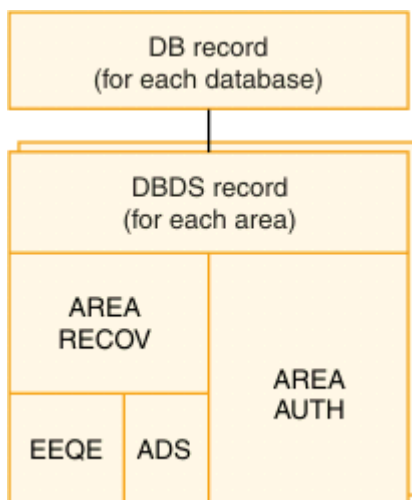 DB record
(for each database)
DBDS record
(for each area)
AREA
RECOV
AREA
AUTH
EEQE
ADS